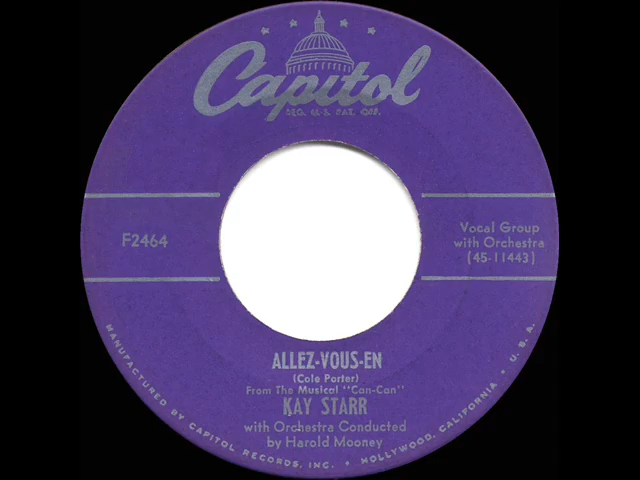 Capitol
REG. U.S. PAT. OFF.
F2464
Vocal Group
with Orchestra
(45-11443)
ALLEZ-VOUS-EN
(Cole Porter)
From The Musical "Can-Can"
KAY STARR
with Orchestra Conducted
by Harold Mooney
MANUFACTURED BY CAPITOL RECORDS, INC. • HOLLYWOOD, CALIFORNIA • U.S.A.